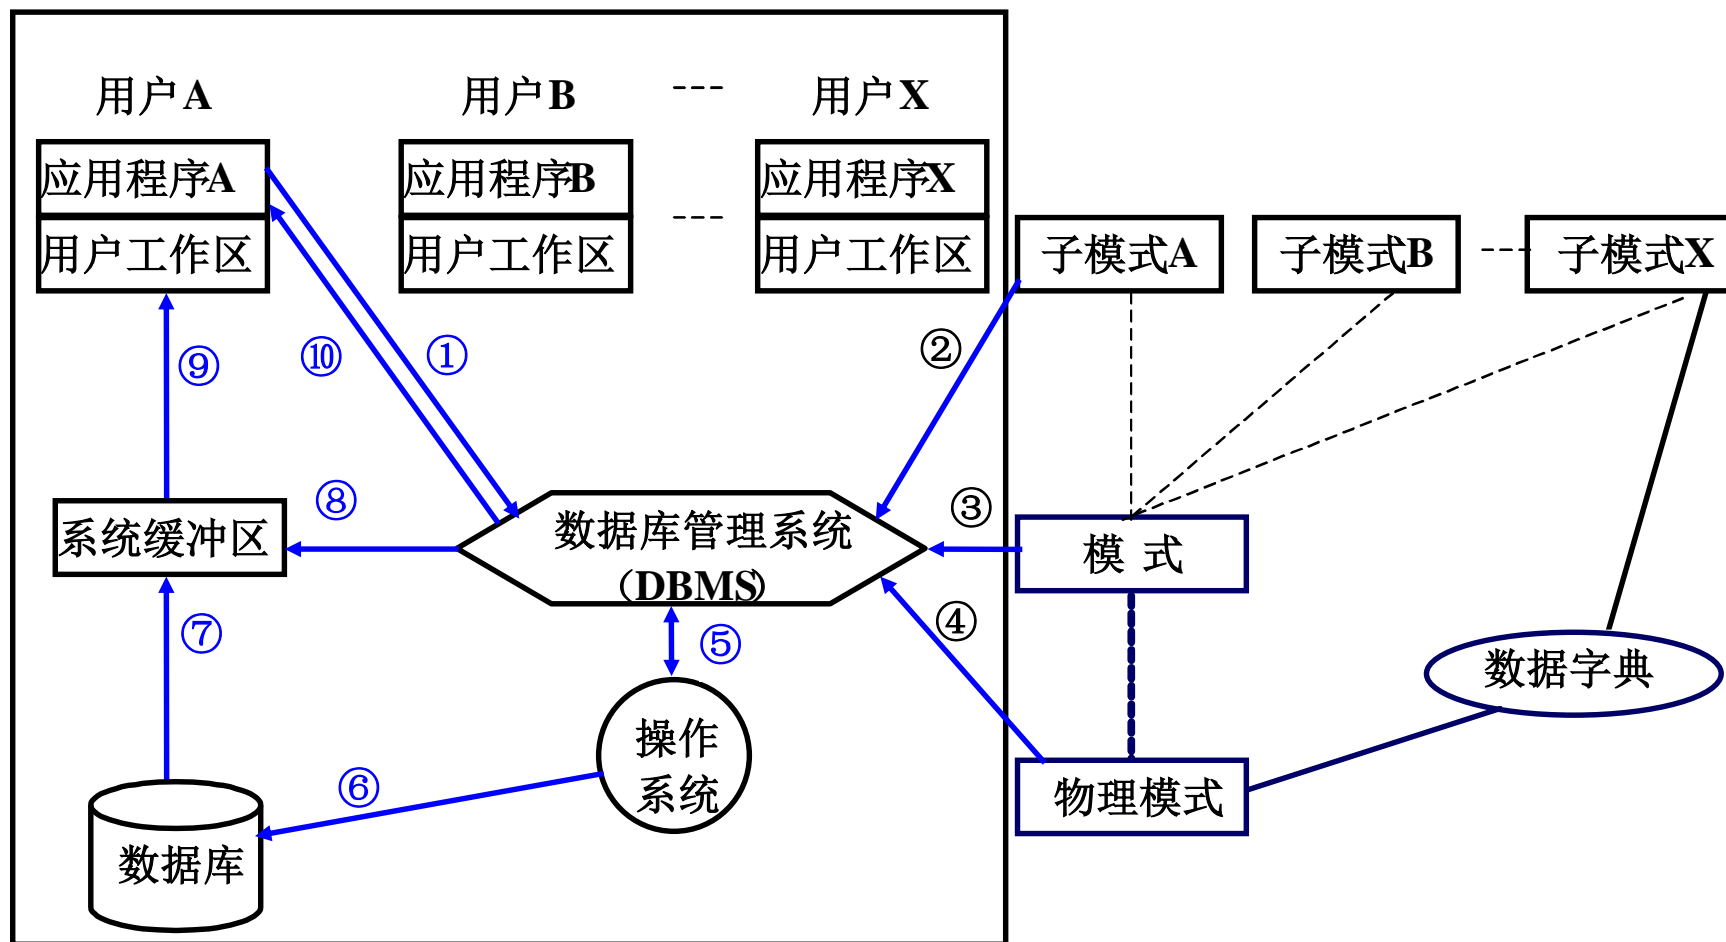 用户A
用户B
---
用户X
应用程序A
应用程序B
应用程序X
用户工作区
用户工作区
---
用户工作区
子模式A
子模式B
---
子模式X
⑨
⑩
①
②
⑧
③
系统缓冲区
数据库管理系统
（DBMS）
模 式
⑦
⑤
④
数据字典
操作
系统
⑥
物理模式
数据库